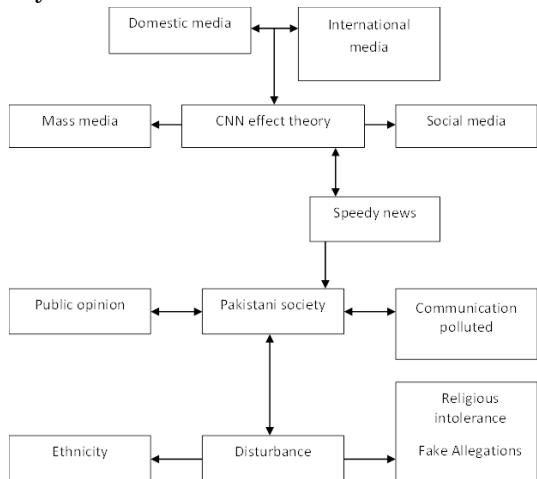 Domestic media
International
media
Mass media
CNN effect theory
Social media
Speedy news
Public opinion
Pakistani society
Communication
polluted
Religious
intolerance
Ethnicity
Disturbance
Fake Allegations